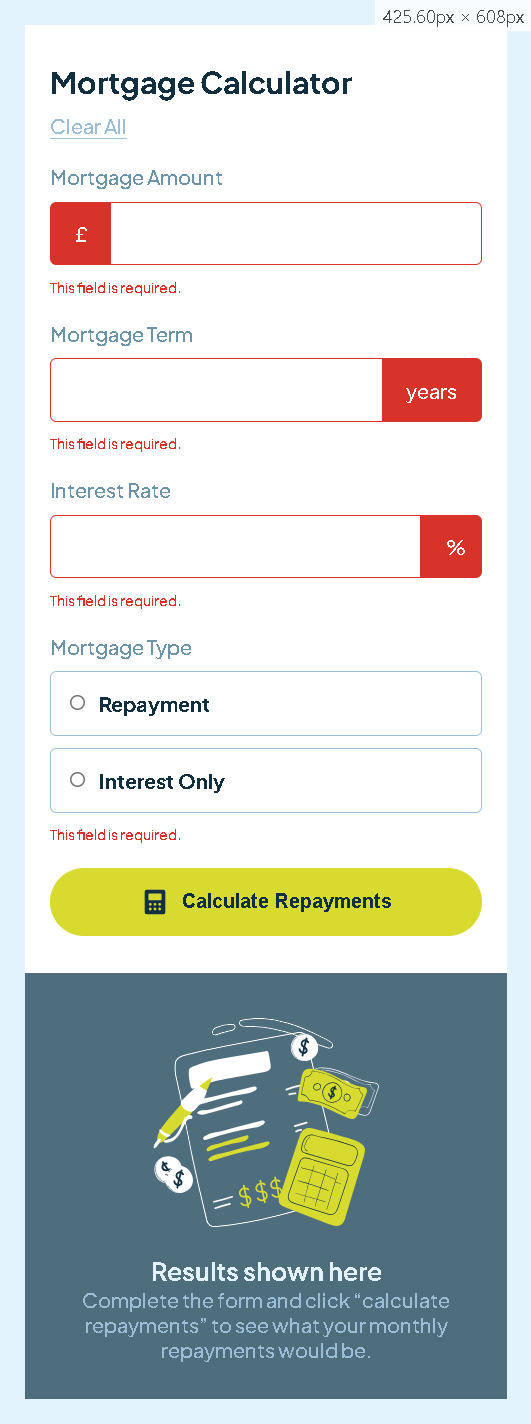 425.60px × 608px
Mortgage Calculator
Clear All
Mortgage Amount
£
This field is required.
Mortgage Term
years
This field is required.
Interest Rate
%
This field is required.
Mortgage Type
Repayment
Interest Only
This field is required.
Calculate Repayments
$
$
$ $
$$$
Results shown here
Complete the form and click “calculate
repayments” to see what your monthly
repayments would be.